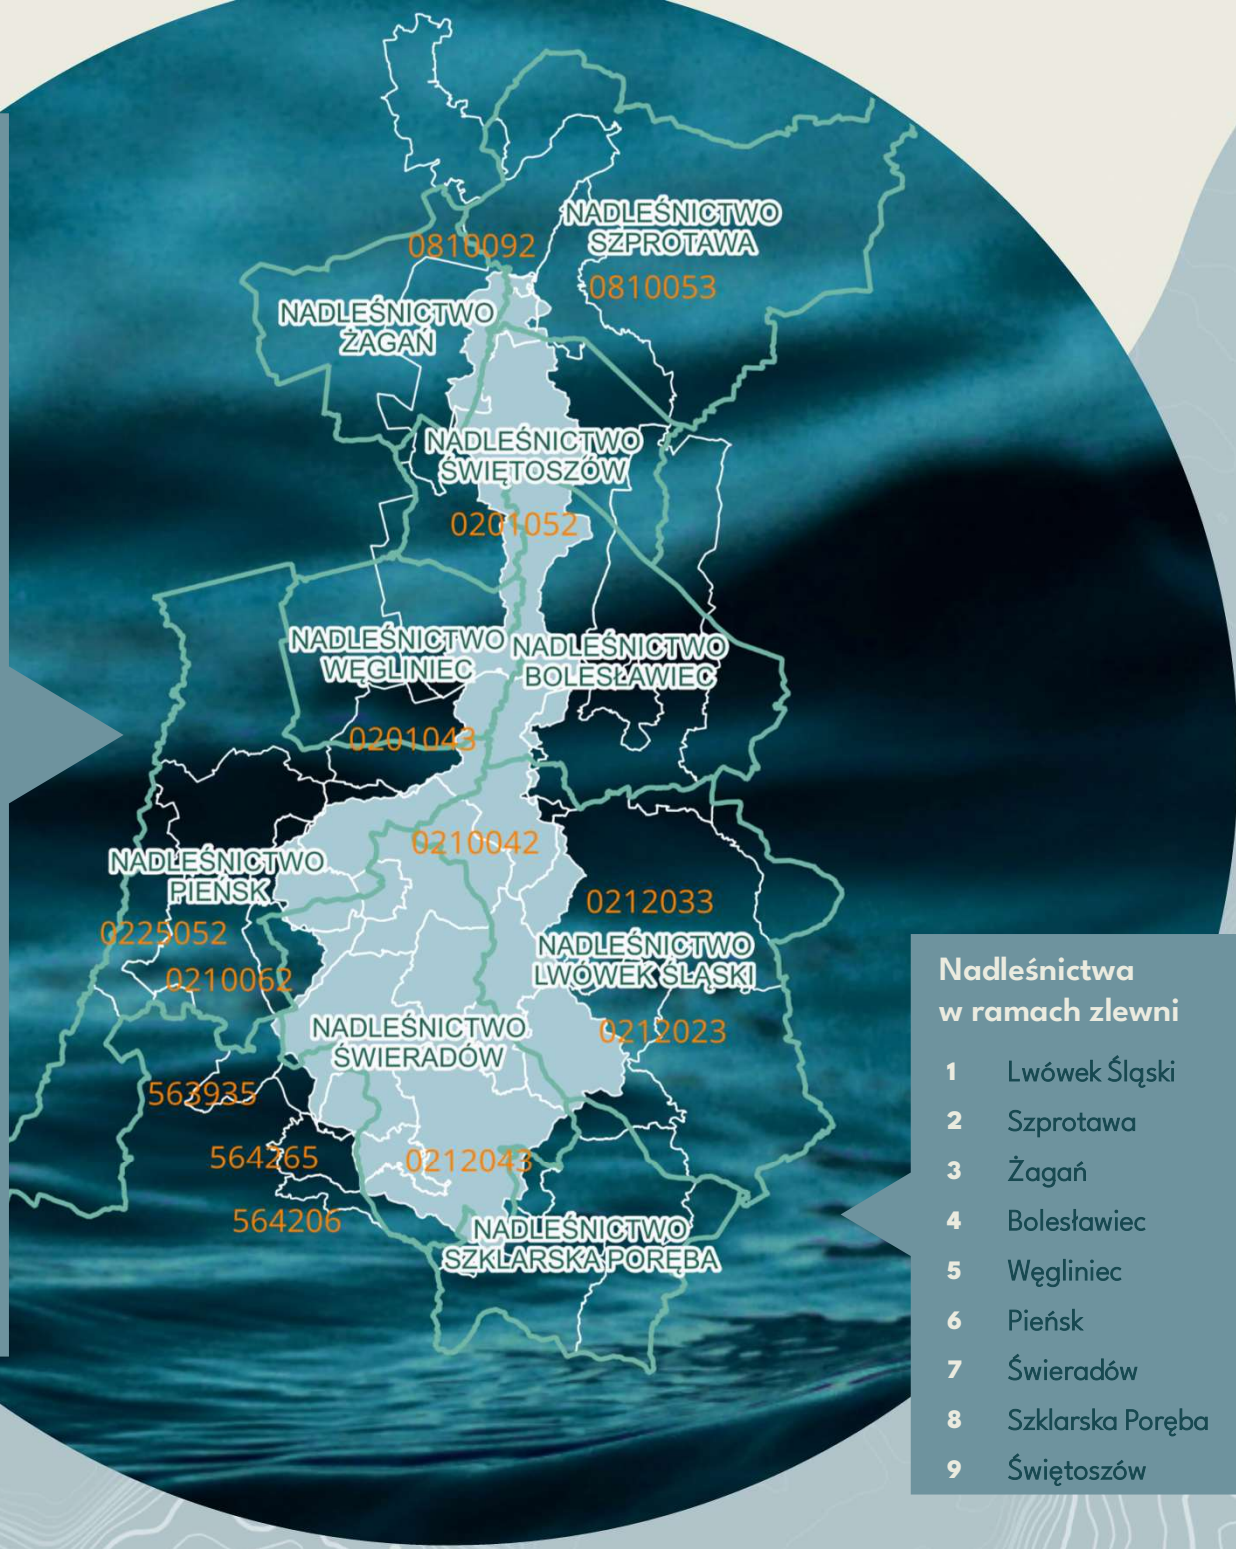 NADLEŚNICTWO
SZPROTAWA
0810092
0810053
NADLEŚNICTWO
ŻAGAŃ
NADLEŚNICTWO
ŚWIĘTOSZÓW
0201052
NADLEŚNICTWO
WĘGLINIEC
NADLEŚNICTWO
BOLESŁAWIEC
0201043
0210042
NADLEŚNICTWO
PIEŃSK
0212033
0225052
NADLEŚNICTWO
LWÓWEK ŚLĄSKI
0210062
NADLEŚNICTWO
ŚWIERADÓW
0212023
563935
564265
0212043
564206
NADLEŚNICTWO
SZKLARSKA PORĘBA
Nadleśnictwa
w ramach zlewni
1 Lwówek Śląski
2 Szprotawa
3 Żagań
4 Bolesławiec
5 Węgliniec
6 Pieńsk
7 Świeradów
8 Szklarska Poręba
9 Świętoszów